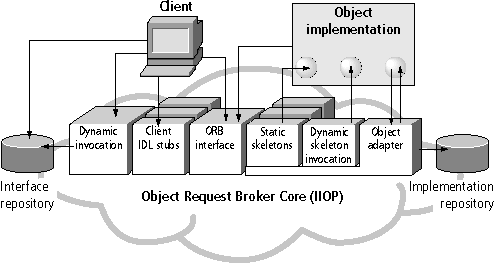 Client
Object
implementation
Dynamic
invocation
Client
IDL stubs
ORB
interface
Static
skeletons
Dynamic
skeleton
invocation
Object
adapter
Interface
repository
Object Request Broker Core (IIOP)
Implementation
repository